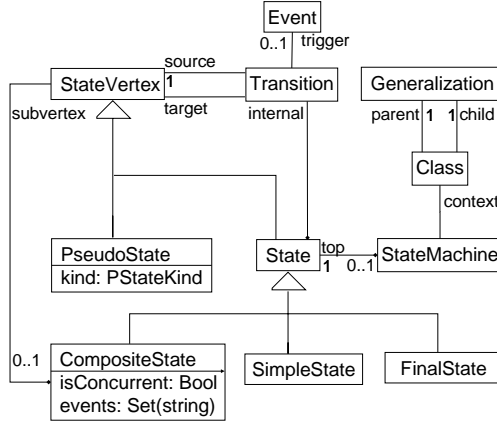 Event
0..1 trigger
source
StateVertex 1 Transition Generalization
subvertex target internal parent 1 1 child
Class
context
PseudoState
kind: PStateKind
State top StateMachine
1 0..1
0..1 CompositeState
isConcurrent: Bool
events: Set(string)
SimpleState
FinalState